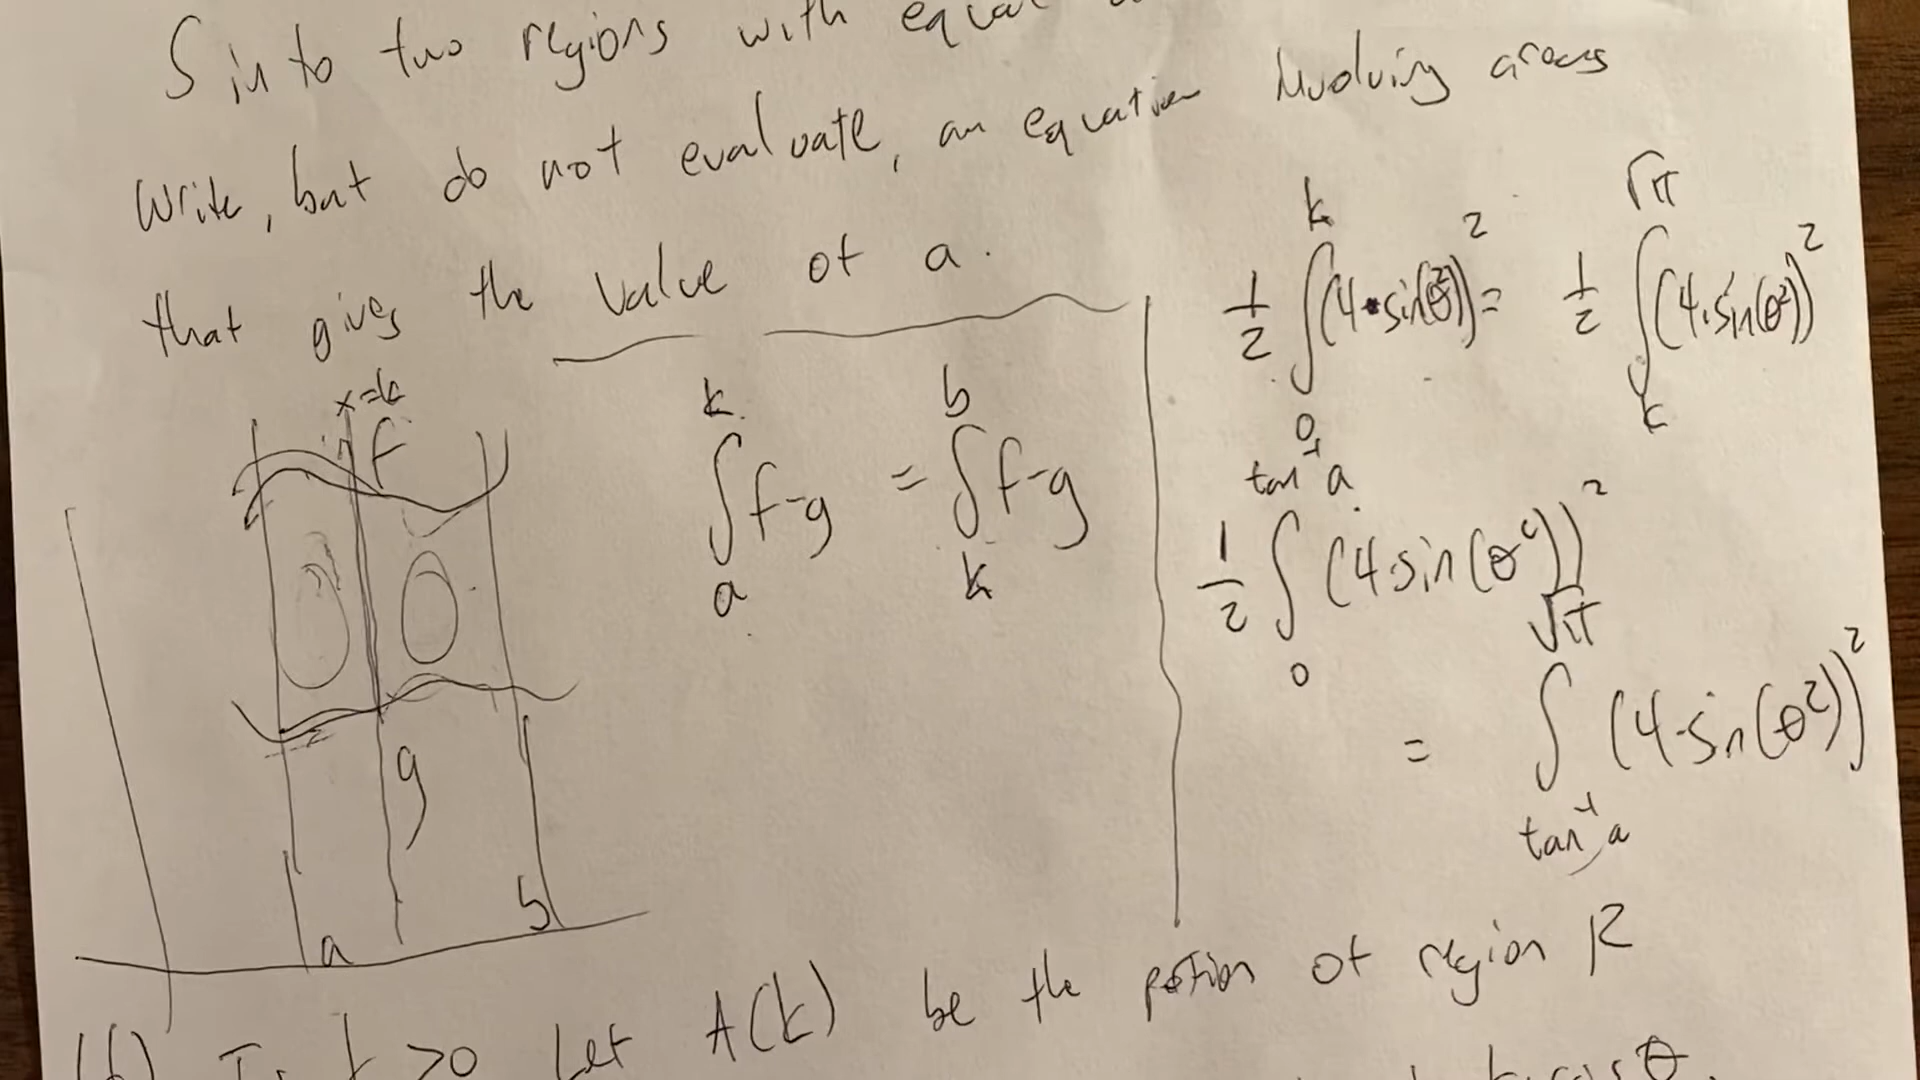 S into two regions with equal
Write, but do not evaluate, an equation involving areas
that gives the value of a.
x=k
f
g
a
b
k
∫ f-g
a
=
b
∫ f-g
k
k
1/2 ∫ (4·sin(θ²))²
0
=
√π
1/2 ∫ (4·sin(θ²))²
k
tan⁻¹a
1/2 ∫ (4·sin(θ²))²
0
=
√π
∫ (4·sin(θ²))²
tan⁻¹a
Let A(k) be the portion of region R